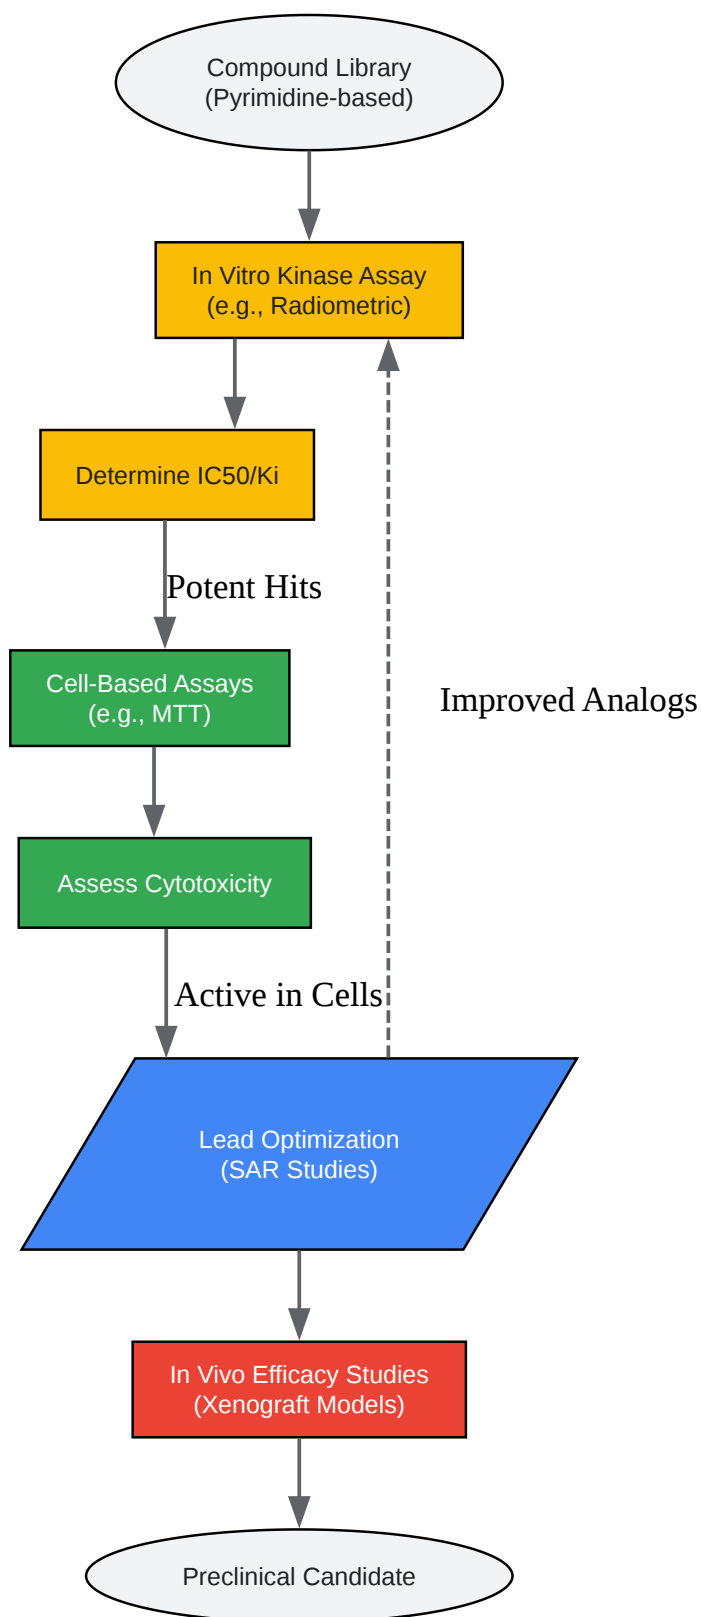 Compound Library
(Pyrimidine-based)
In Vitro Kinase Assay
(e.g., Radiometric)
Determine IC50/Ki
Potent Hits
Cell-Based Assays
(e.g., MTT)
Improved Analogs
Assess Cytotoxicity
Active in Cells
Lead Optimization
(SAR Studies)
In Vivo Efficacy Studies
(Xenograft Models)
Preclinical Candidate